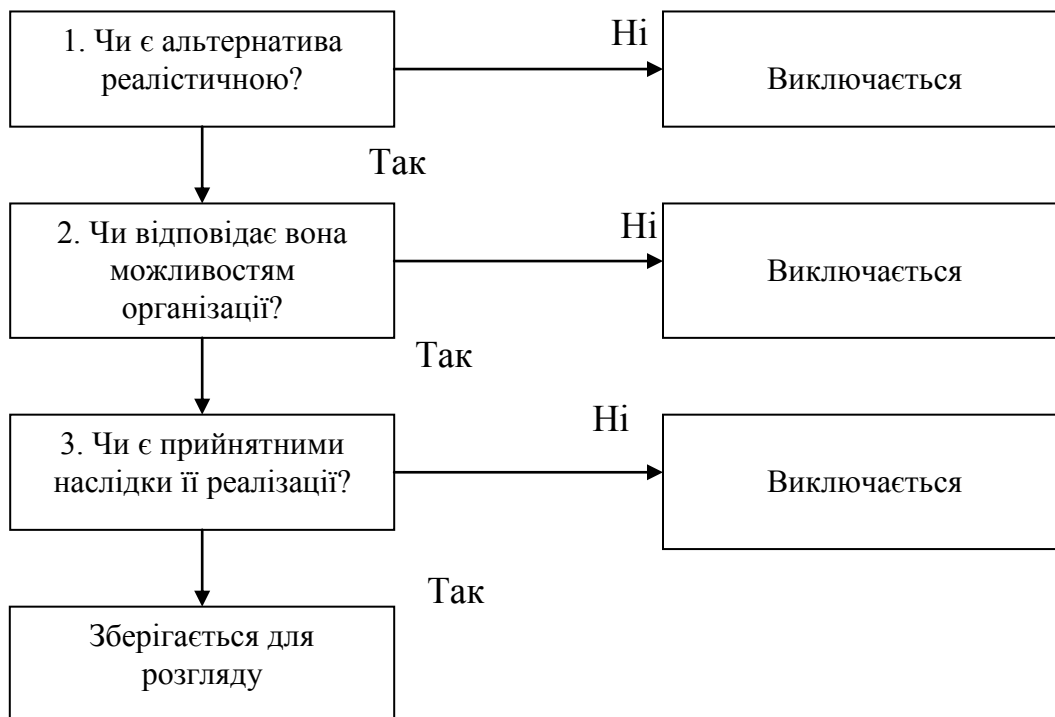 1. Чи є альтернатива
реалістичною?
Ні
Виключається
Так
2. Чи відповідає вона
можливостям
організації?
Ні
Виключається
Так
3. Чи є прийнятними
наслідки її реалізації?
Ні
Виключається
Так
Зберігається для
розгляду